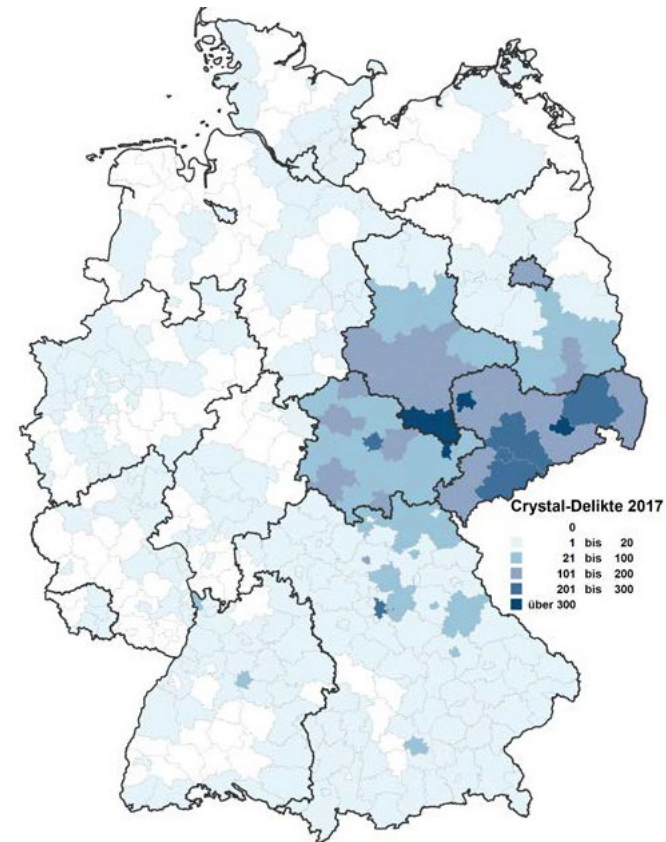 Crystal-Delikte 2017
0
1 bis 20
21 bis 100
101 bis 200
201 bis 300
über 300